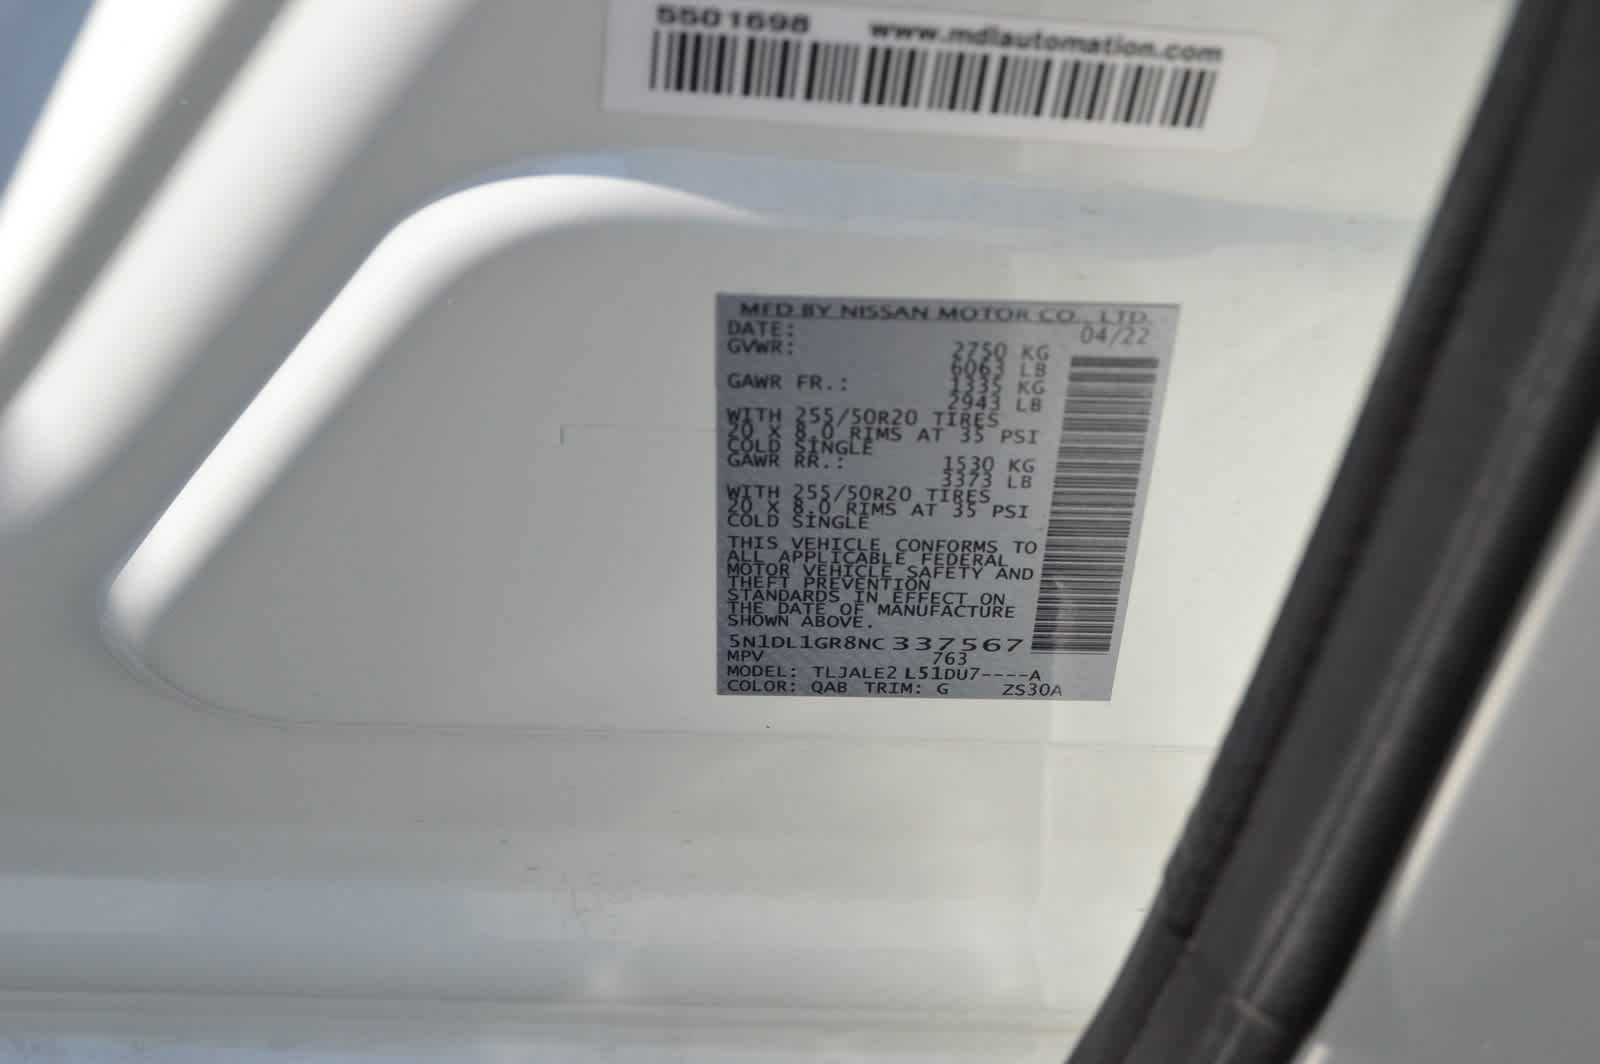 5501698 www.mdiautomation.com
MFD BY NISSAN MOTOR CO., LTD.
DATE: 04/22
GVWR: 2750 KG
6063 LB
GAWR FR.: 1335 KG
2943 LB
WITH 255/50R20 TIRES
20 X 8.0 RIMS AT 35 PSI
COLD SINGLE
GAWR RR.: 1530 KG
3373 LB
WITH 255/50R20 TIRES
20 X 8.0 RIMS AT 35 PSI
COLD SINGLE
THIS VEHICLE CONFORMS TO
ALL APPLICABLE FEDERAL
MOTOR VEHICLE SAFETY AND
THEFT PREVENTION
STANDARDS IN EFFECT ON
THE DATE OF MANUFACTURE
SHOWN ABOVE.
5N1DL1GR8NC337567
MPV 763
MODEL: TLJALE2 L51DU7----A
COLOR: QAB TRIM: G ZS30A